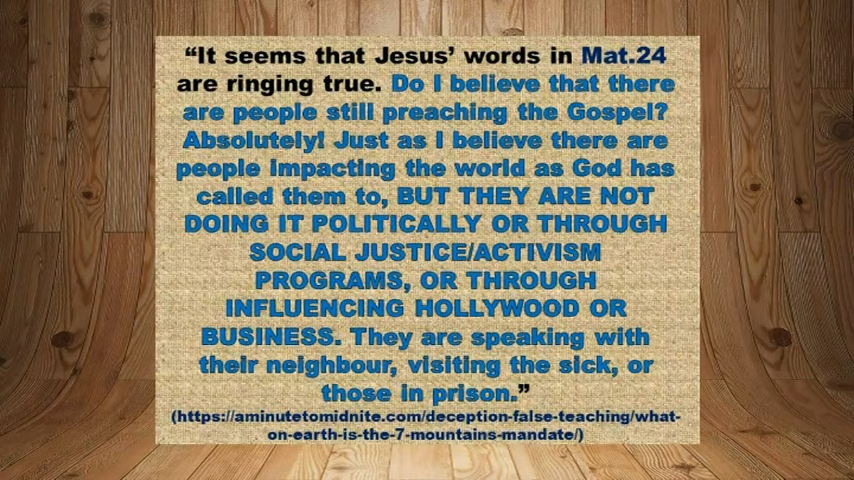 “It seems that Jesus’ words in Mat.24
are ringing true. Do I believe that there
are people still preaching the Gospel?
Absolutely! Just as I believe there are
people impacting the world as God has
called them to, BUT THEY ARE NOT
DOING IT POLITICALLY OR THROUGH
SOCIAL JUSTICE/ACTIVISM
PROGRAMS, OR THROUGH
INFLUENCING HOLLYWOOD OR
BUSINESS. They are speaking with
their neighbour, visiting the sick, or
those in prison.”
(https://aminutetomidnite.com/deception-false-teaching/what-
on-earth-is-the-7-mountains-mandate/)